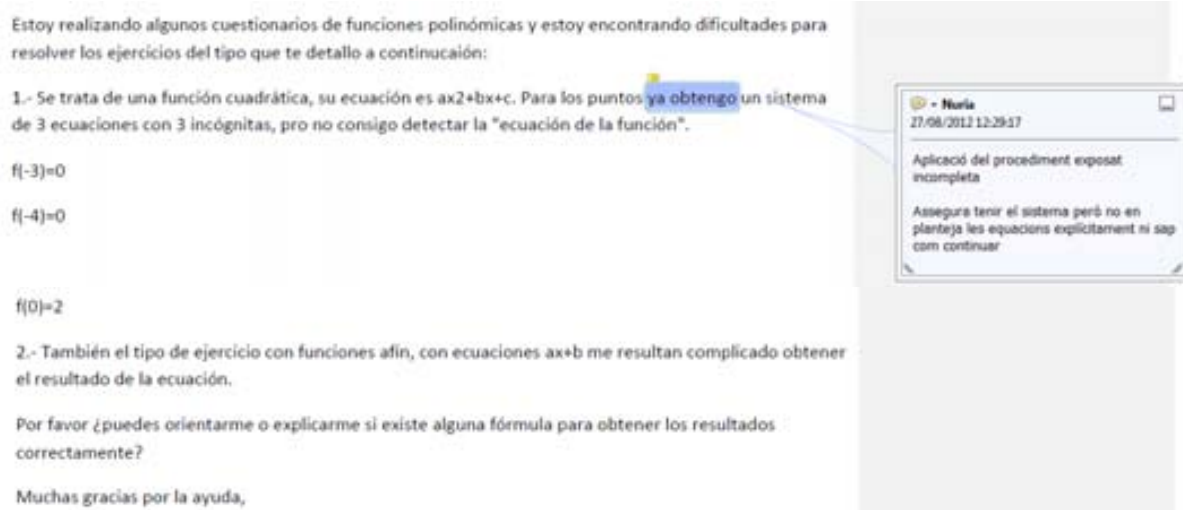 Estoy realizando algunos cuestionarios de funciones polinómicas y estoy encontrando dificultades para
resolver los ejercicios del tipo que te detallo a continucaión:
1.- Se trata de una función cuadrática, su ecuación es ax2+bx+c. Para los puntos ya obtengo un sistema
de 3 ecuaciones con 3 incógnitas, pro no consigo detectar la "ecuación de la función".
f(-3)=0
f(-4)=0
f(0)=2
2.- También el tipo de ejercicio con funciones afín, con ecuaciones ax+b me resultan complicado obtener
el resultado de la ecuación.
Por favor ¿puedes orientarme o explicarme si existe alguna fórmula para obtener los resultados
correctamente?
Muchas gracias por la ayuda,
- Nuria
27/08/2012 12:29:17
Aplicació del procediment exposat
incompleta
Assegura tenir el sistema però no en
planteja les equacions explícitament ni sap
com continuar